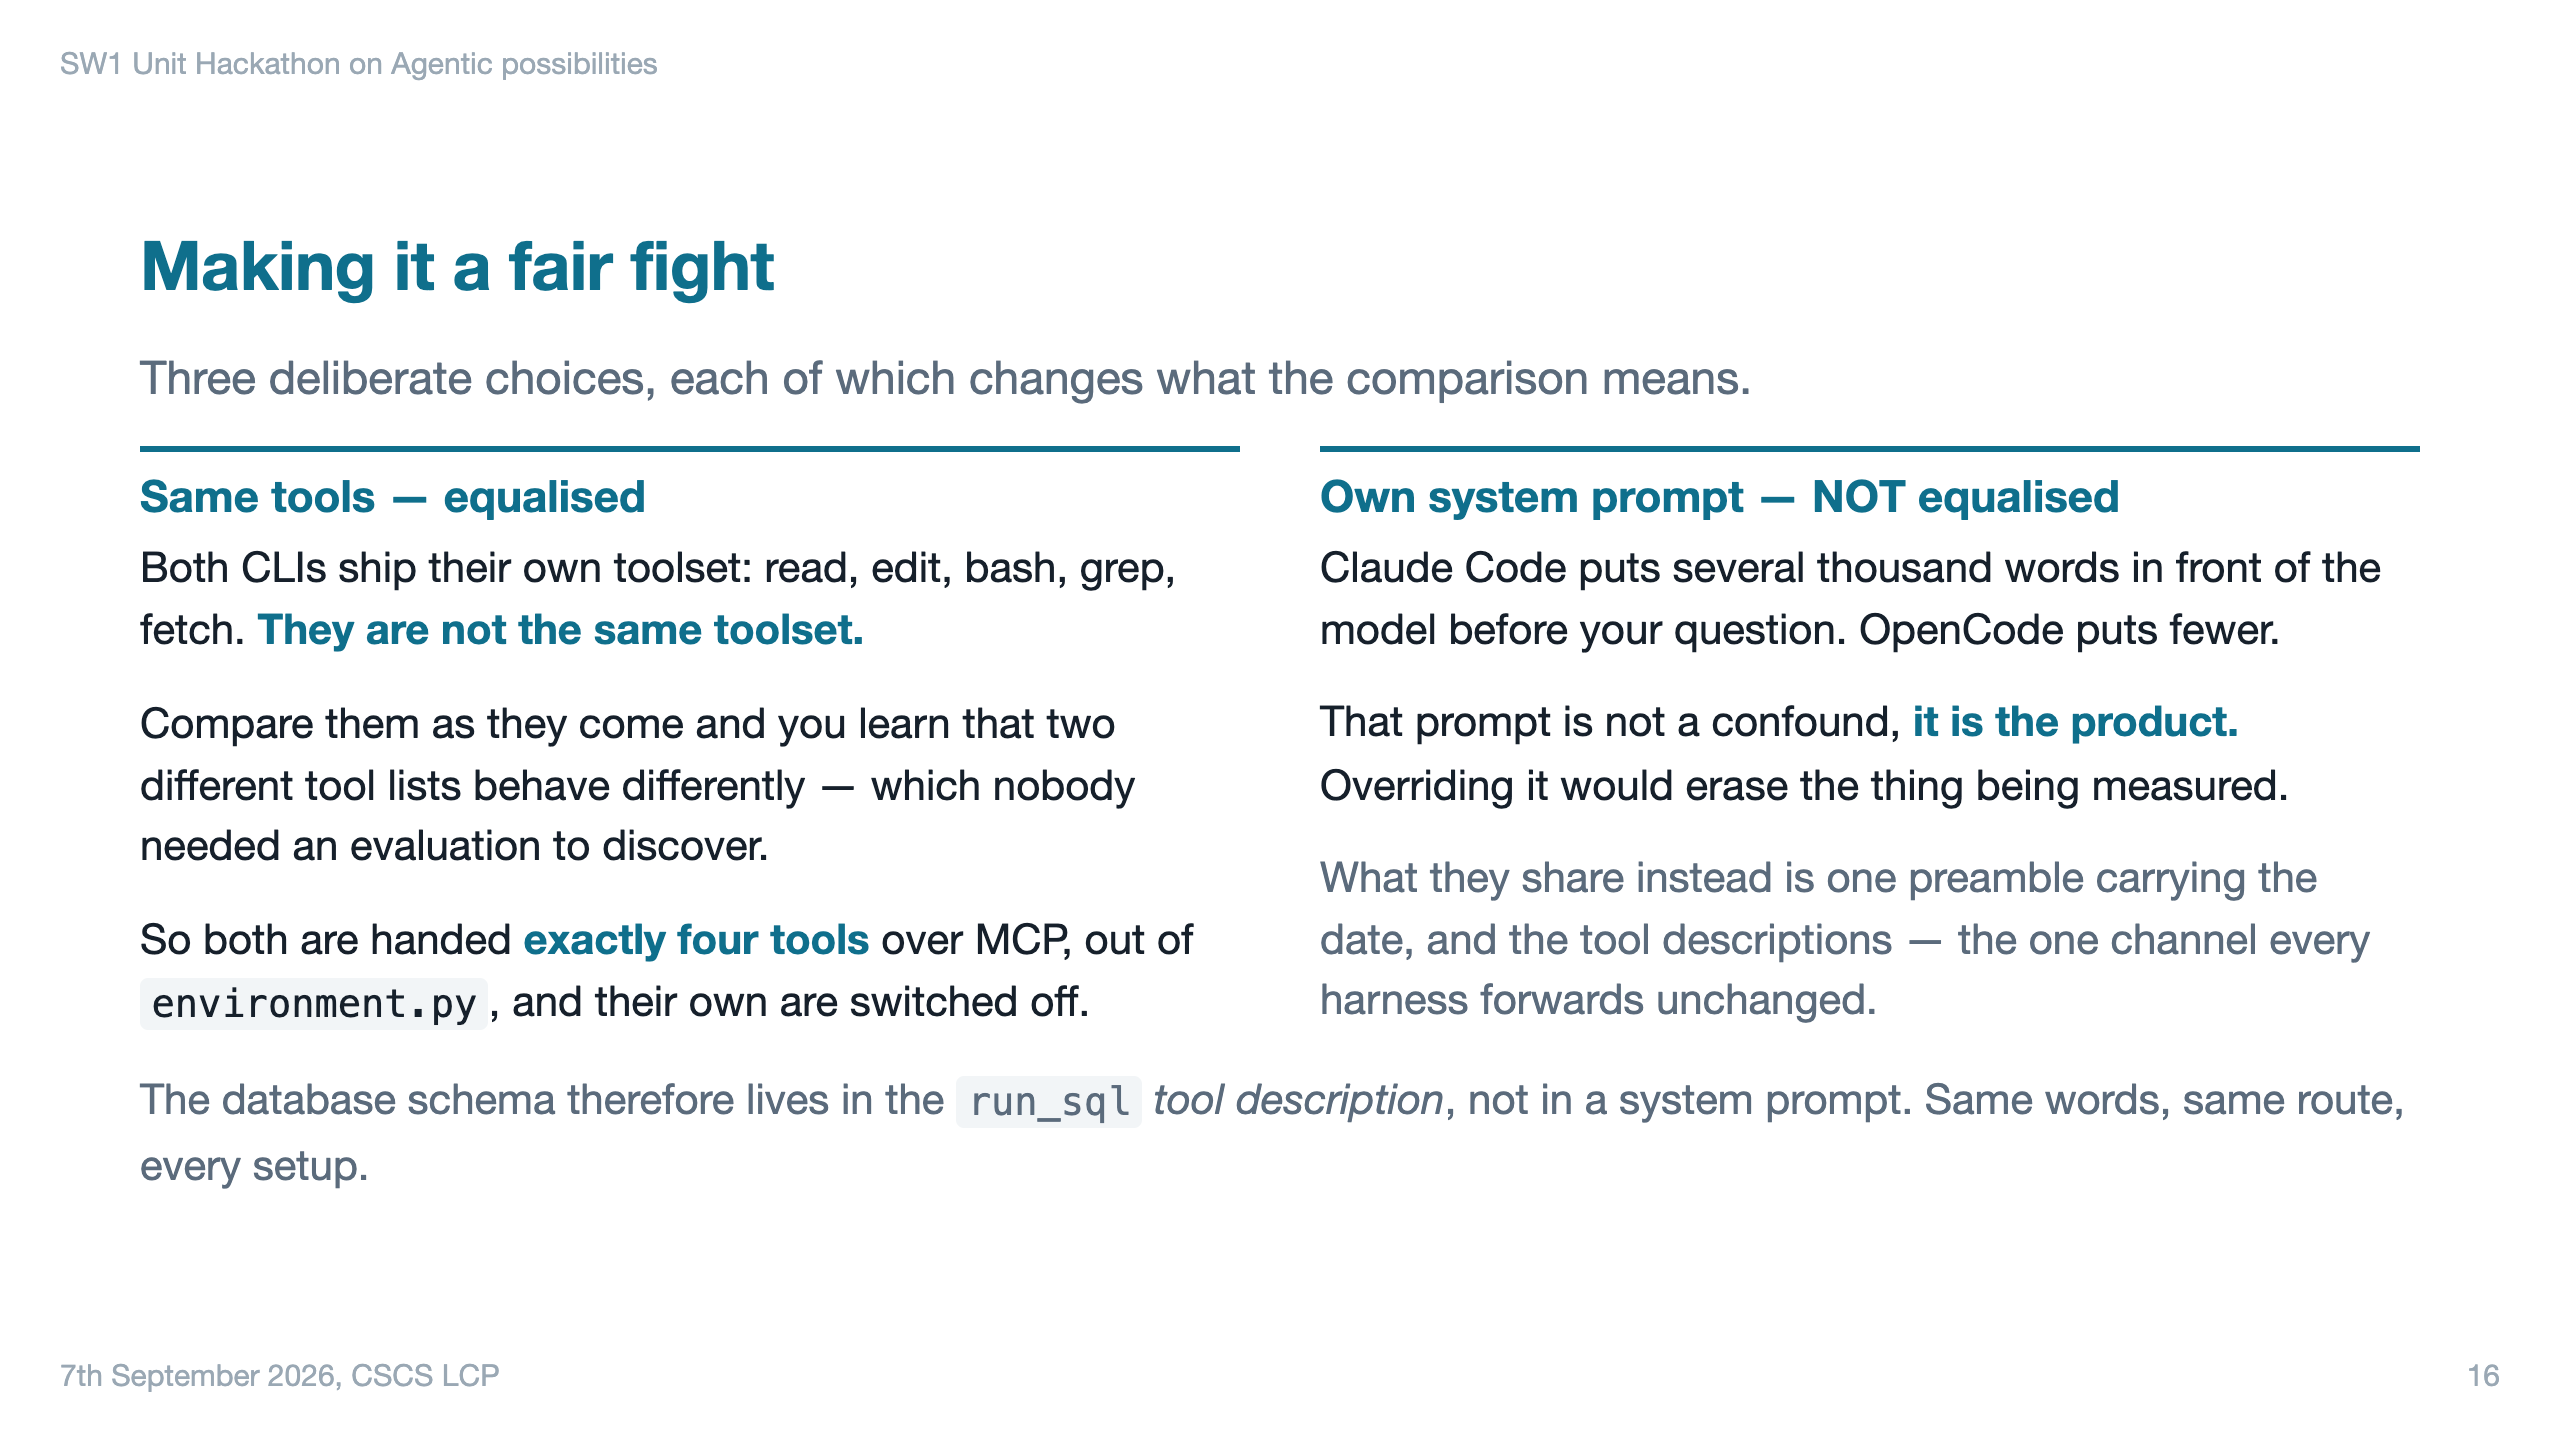 SW1 Unit Hackathon on Agentic possibilities
Making it a fair fight
Three deliberate choices, each of which changes what the comparison means.
Same tools — equalised
Both CLIs ship their own toolset: read, edit, bash, grep,
fetch. They are not the same toolset.
Compare them as they come and you learn that two
different tool lists behave differently — which nobody
needed an evaluation to discover.
So both are handed exactly four tools over MCP, out of
environment.py, and their own are switched off.
Own system prompt — NOT equalised
Claude Code puts several thousand words in front of the
model before your question. OpenCode puts fewer.
That prompt is not a confound, it is the product.
Overriding it would erase the thing being measured.
What they share instead is one preamble carrying the
date, and the tool descriptions — the one channel every
harness forwards unchanged.
The database schema therefore lives in the run_sql tool description, not in a system prompt. Same words, same route,
every setup.
7th September 2026, CSCS LCP
16